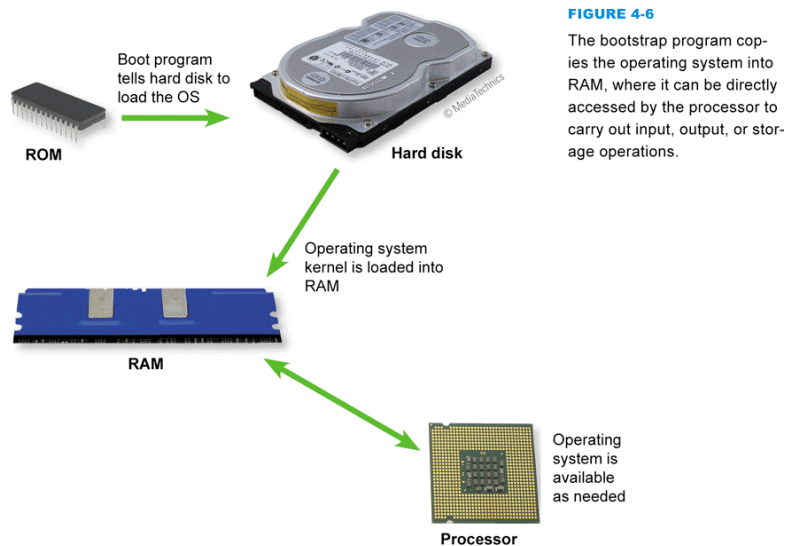 FIGURE 4-6
The bootstrap program cop-
ies the operating system into
RAM, where it can be directly
accessed by the processor to
carry out input, output, or stor-
age operations.
Boot program
tells hard disk to
load the OS
ROM
© MediaTechnics
Hard disk
Operating system
kernel is loaded into
RAM
RAM
Operating
system is
available
as needed
Processor